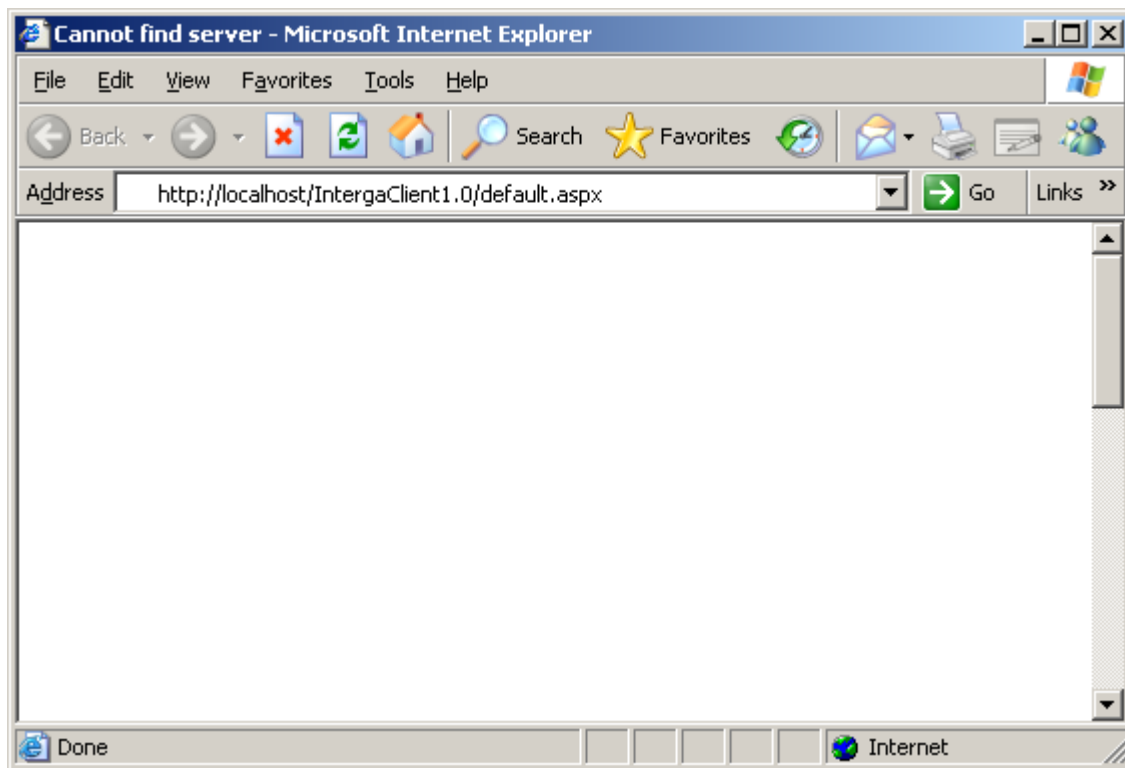 Cannot find server - Microsoft Internet Explorer
File Edit View Favorites Tools Help
Back Search Favorites
Address http://localhost/IntergaClient1.0/default.aspx Go Links »
Done Internet